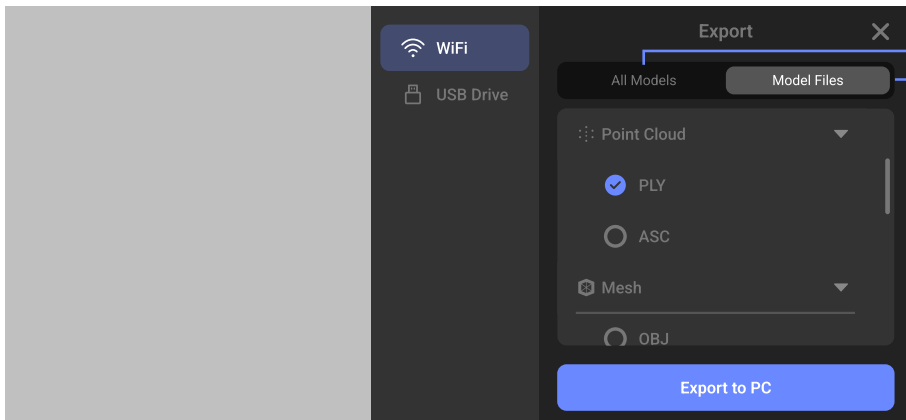 WiFi
USB Drive
Export
All Models
Model Files
Point Cloud
PLY
ASC
Mesh
OBJ
Export to PC